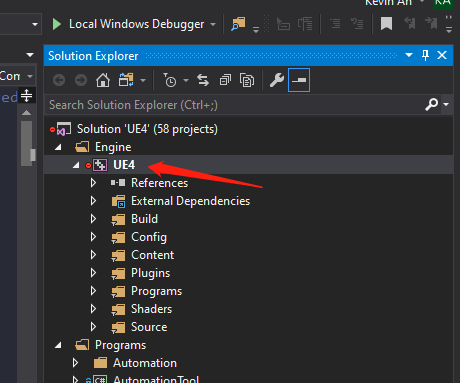 Kevin An KA
Local Windows Debugger
Solution Explorer
Com
Search Solution Explorer (Ctrl+;)
ed
Solution 'UE4' (58 projects)
Engine
UE4
References
External Dependencies
Build
Config
Content
Plugins
Programs
Shaders
Source
Programs
Automation
C# AutomationTool